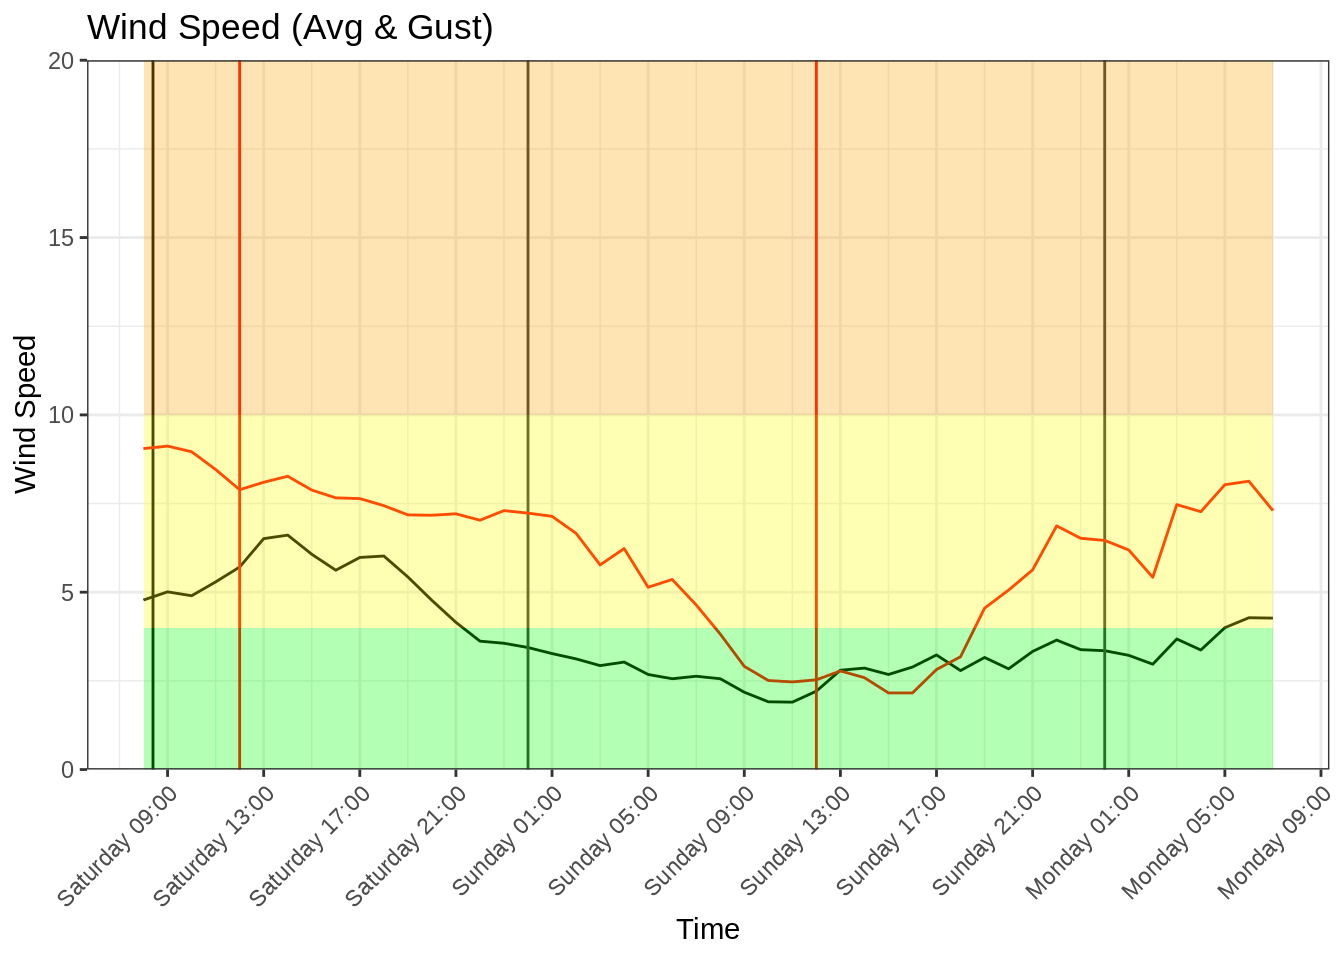 Wind Speed (Avg & Gust)
20
15
10
5
0
Wind Speed
Saturday 09:00
Saturday 13:00
Saturday 17:00
Saturday 21:00
Sunday 01:00
Sunday 05:00
Sunday 09:00
Sunday 13:00
Sunday 17:00
Sunday 21:00
Monday 01:00
Monday 05:00
Monday 09:00
Time